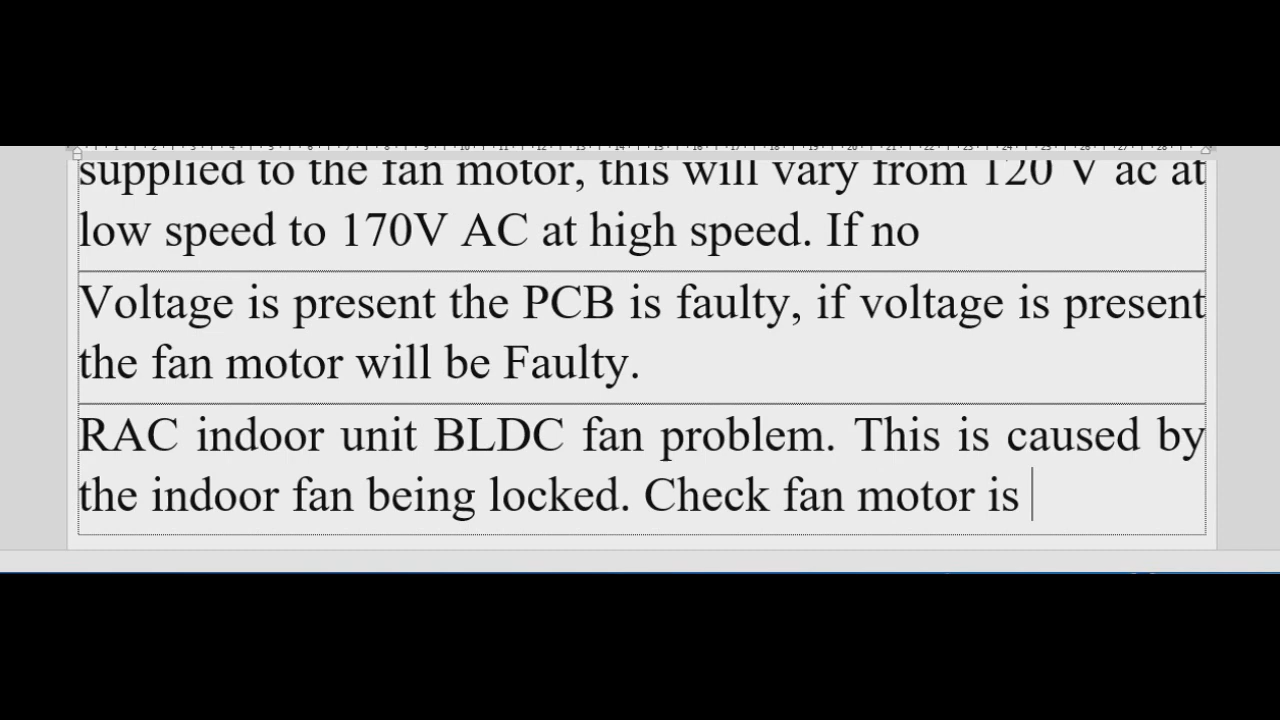 supplied to the fan motor, this will vary from 120 V ac at
low speed to 170V AC at high speed. If no
Voltage is present the PCB is faulty, if voltage is present
the fan motor will be Faulty.
RAC indoor unit BLDC fan problem. This is caused by
the indoor fan being locked. Check fan motor is